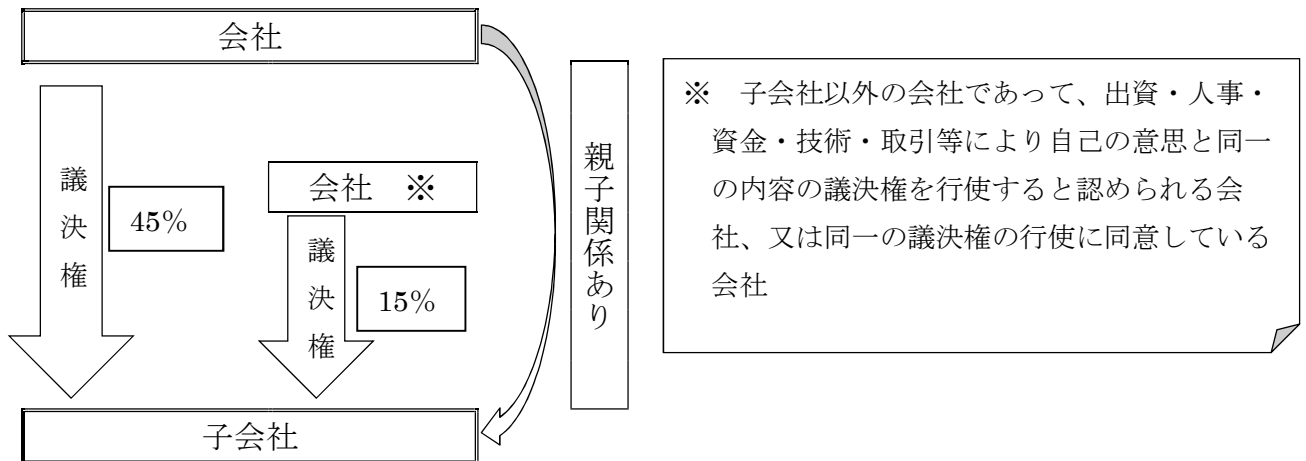 会社
議決権
45%
会社 ※
議決権
15%
親子関係あり
子会社
※ 子会社以外の会社であって、出資・人事・
資金・技術・取引等により自己の意思と同一
の内容の議決権を行使すると認められる会
社、又は同一の議決権の行使に同意している
会社